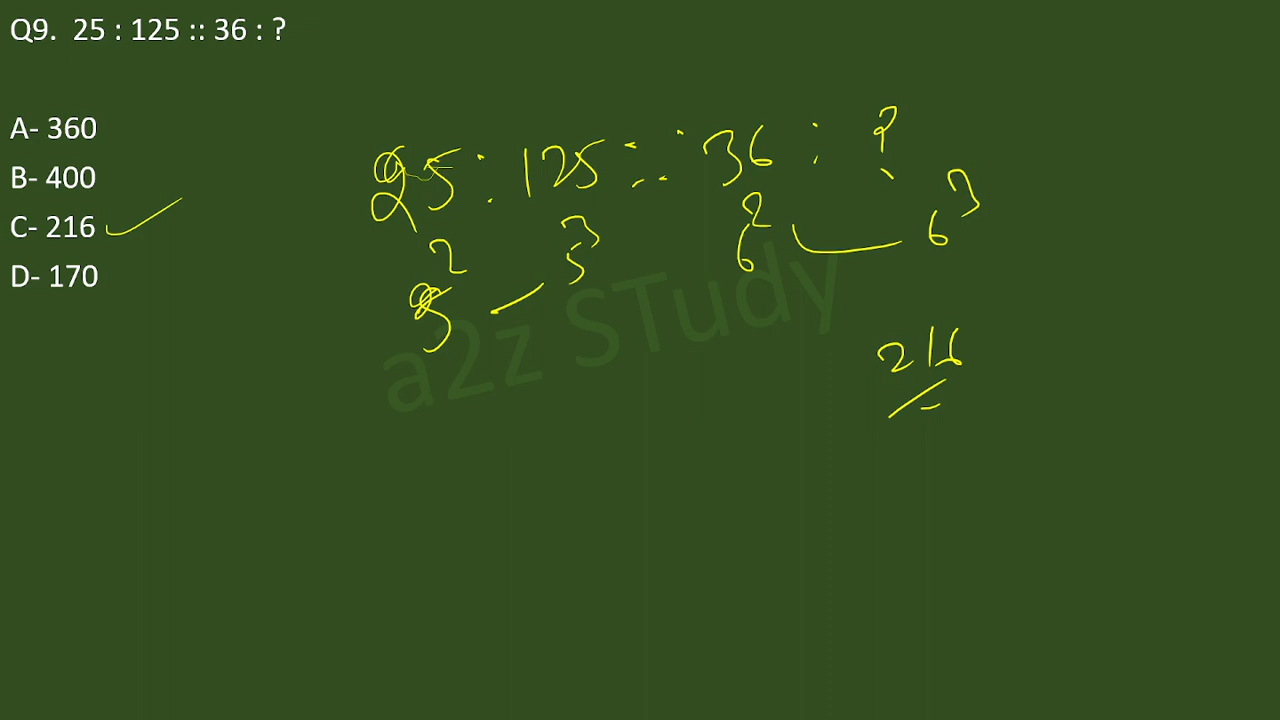 Q9. 25 : 125 :: 36 : ?
A- 360
B- 400
C- 216
D- 170
25 : 125 :: 36 : ?
5² 5³ 6² 6³
216
a2z STudy